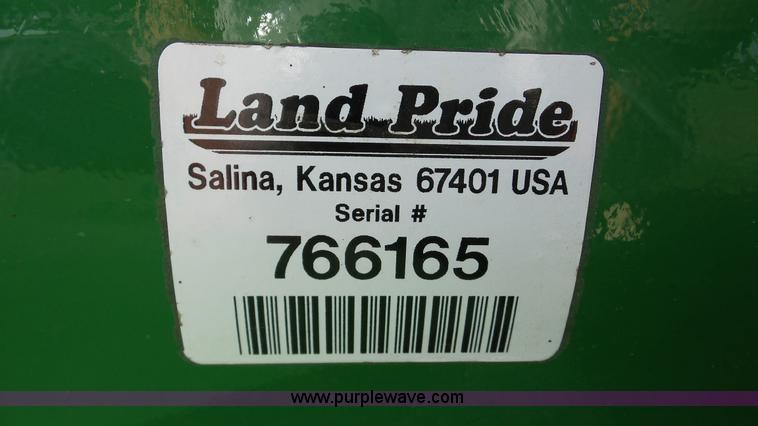 Land Pride
Salina, Kansas 67401 USA
Serial #
766165
www.purplewave.com